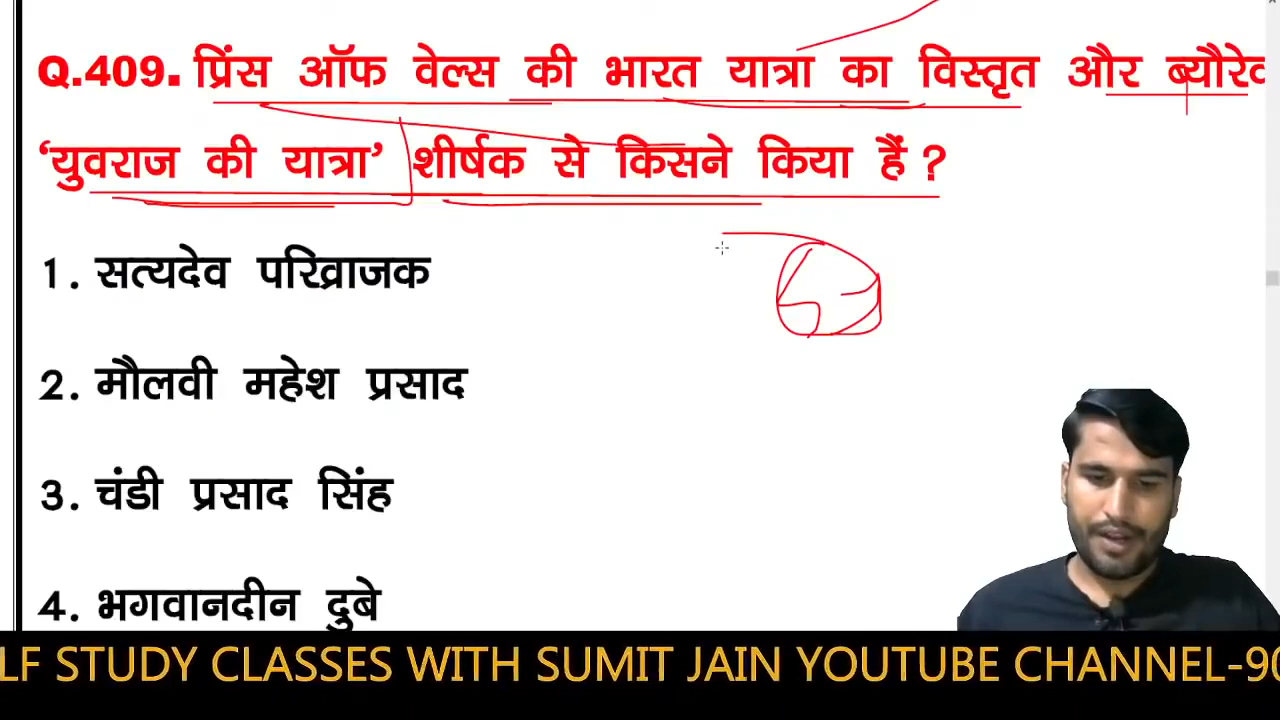 Q.409. प्रिंस ऑफ वेल्स की भारत यात्रा का विस्तृत और
‘युवराज की यात्रा’ शीर्षक से किसने किया हैं ?
1. सत्यदेव परिव्राजक
2. मौलवी महेश प्रसाद
3. चंडी प्रसाद सिंह
4. भगवानदीन दुबे
LF STUDY CLASSES WITH SUMIT JAIN YOUTUBE CHANNEL-90